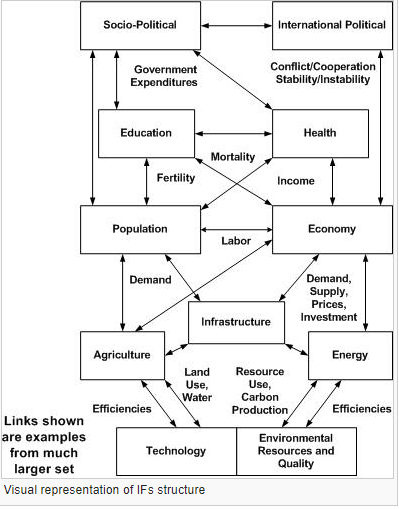 Socio-Political
International Political
Government
Expenditures
Conflict/Cooperation
Stability/Instability
Education
Health
Mortality
Fertility
Income
Population
Economy
Labor
Demand
Demand,
Supply,
Prices,
Investment
Infrastructure
Agriculture
Energy
Land
Use,
Water
Resource
Use,
Carbon
Production
Efficiencies
Efficiencies
Links shown
are examples
from much
larger set
Technology
Environmental
Resources and
Quality
Visual representation of IFs structure